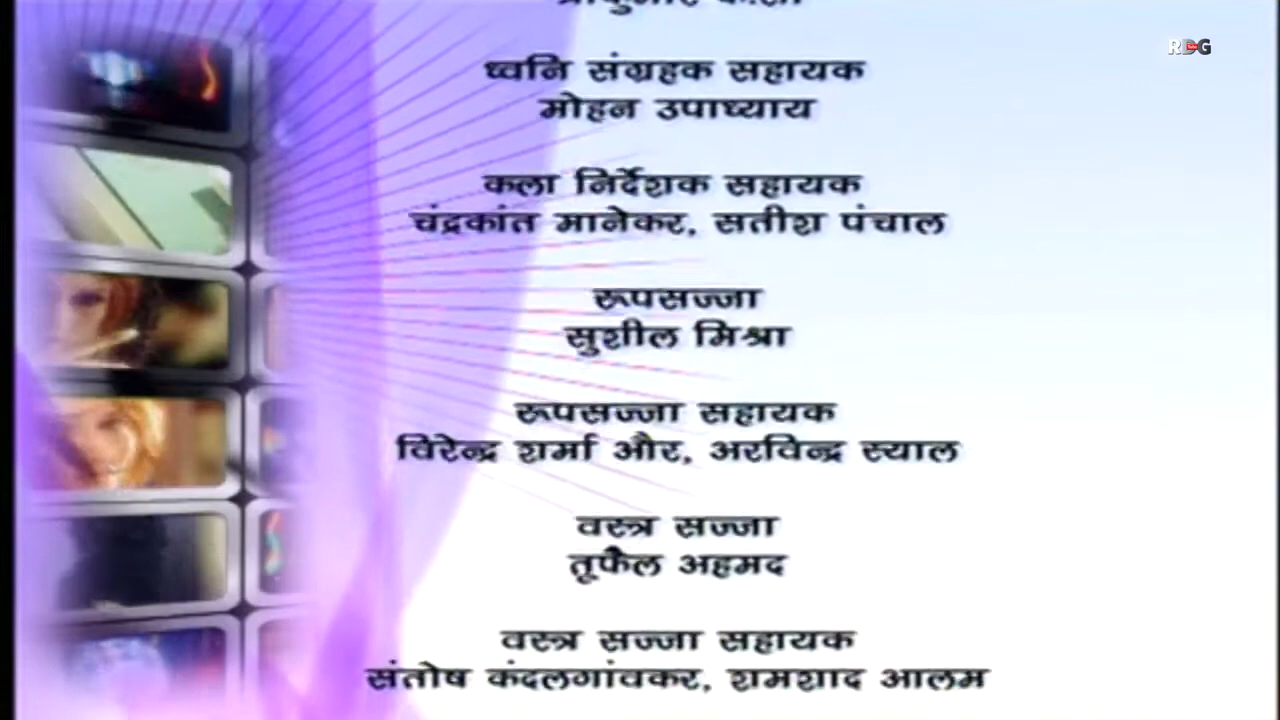 RDG
ध्वनि संग्रहक सहायक
मोहन उपाध्याय
कला निर्देशक सहायक
चंद्रकांत मानेकर, सतीश पंचाल
रूपसज्जा
सुशील मिश्रा
रूपसज्जा सहायक
विरेन्द्र शर्मा और, अरविन्द्र स्याल
वस्त्र सज्जा
तूफैल अहमद
वस्त्र सज्जा सहायक
संतोष कंदलगांवकर, शमशाद आलम